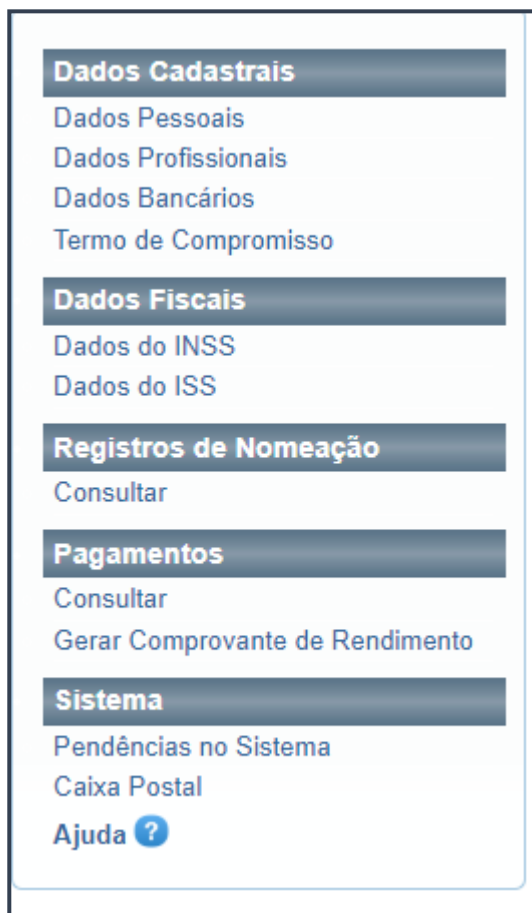 Dados Cadastrais
Dados Pessoais
Dados Profissionais
Dados Bancários
Termo de Compromisso
Dados Fiscais
Dados do INSS
Dados do ISS
Registros de Nomeação
Consultar
Pagamentos
Consultar
Gerar Comprovante de Rendimento
Sistema
Pendências no Sistema
Caixa Postal
Ajuda ?